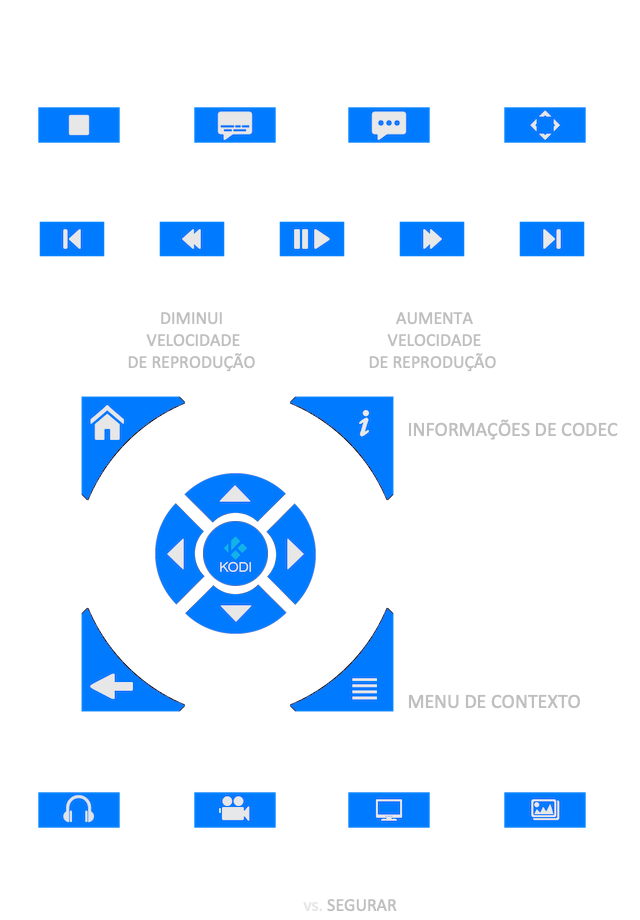 DIMINUI
VELOCIDADE
DE REPRODUÇÃO
AUMENTA
VELOCIDADE
DE REPRODUÇÃO
i
INFORMAÇÕES DE CODEC
KODI
MENU DE CONTEXTO
vs. SEGURAR